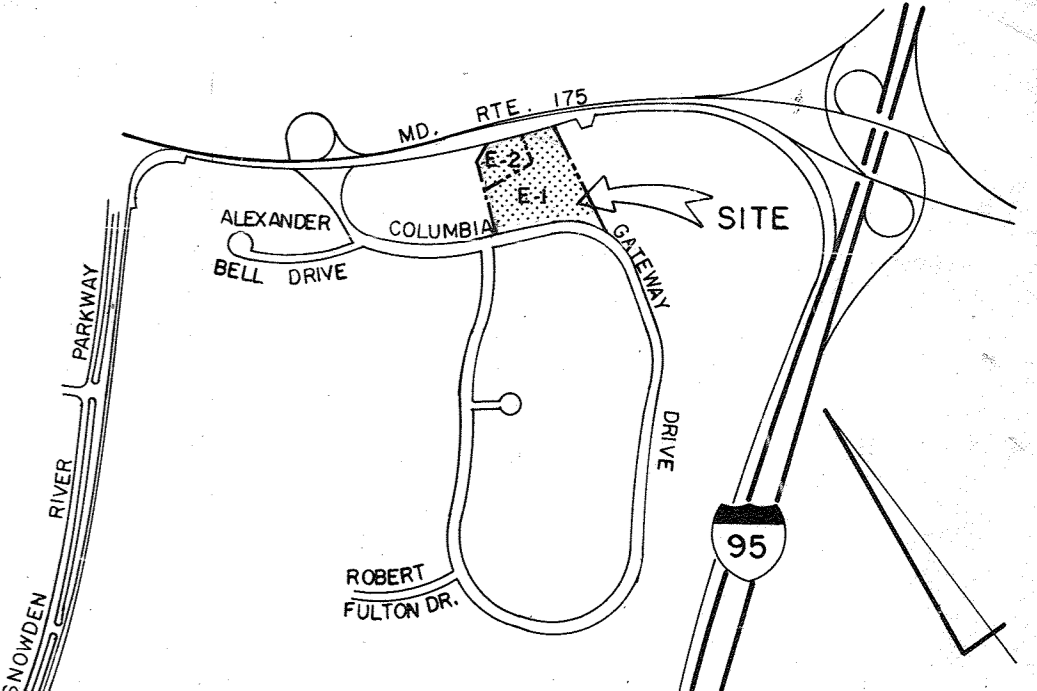 MD. RTE. 175
E-2
E-1
SITE
ALEXANDER
BELL DRIVE
COLUMBIA
GATEWAY
DRIVE
PARKWAY
RIVER
SNOWDEN
95
ROBERT
FULTON DR.